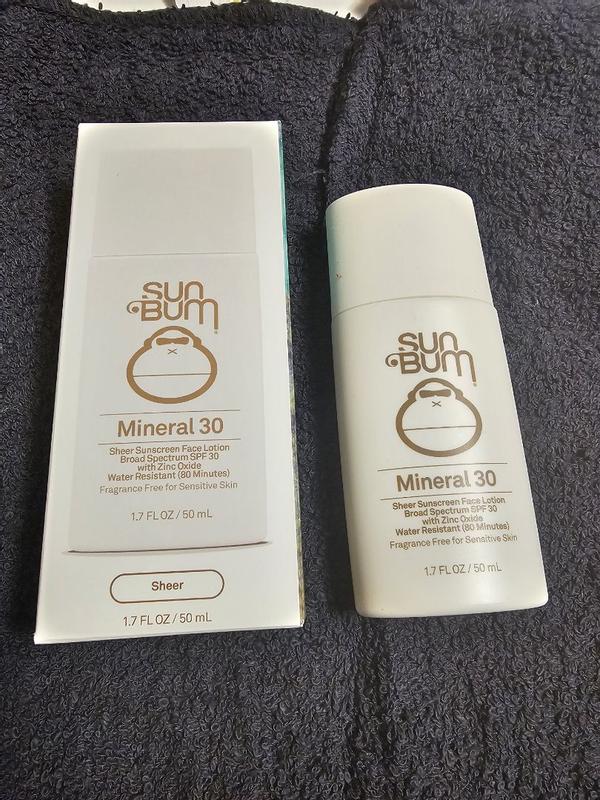 SUN
BUM
Mineral 30
Sheer Sunscreen Face Lotion
Broad Spectrum SPF 30
with Zinc Oxide
Water Resistant (80 Minutes)
Fragrance Free for Sensitive Skin
1.7 FL OZ / 50 mL
Sheer
1.7 FL OZ / 50 mL
SUN
BUM
Mineral 30
Sheer Sunscreen Face Lotion
Broad Spectrum SPF 30
with Zinc Oxide
Water Resistant (80 Minutes)
Fragrance Free for Sensitive Skin
1.7 FL OZ / 50 mL